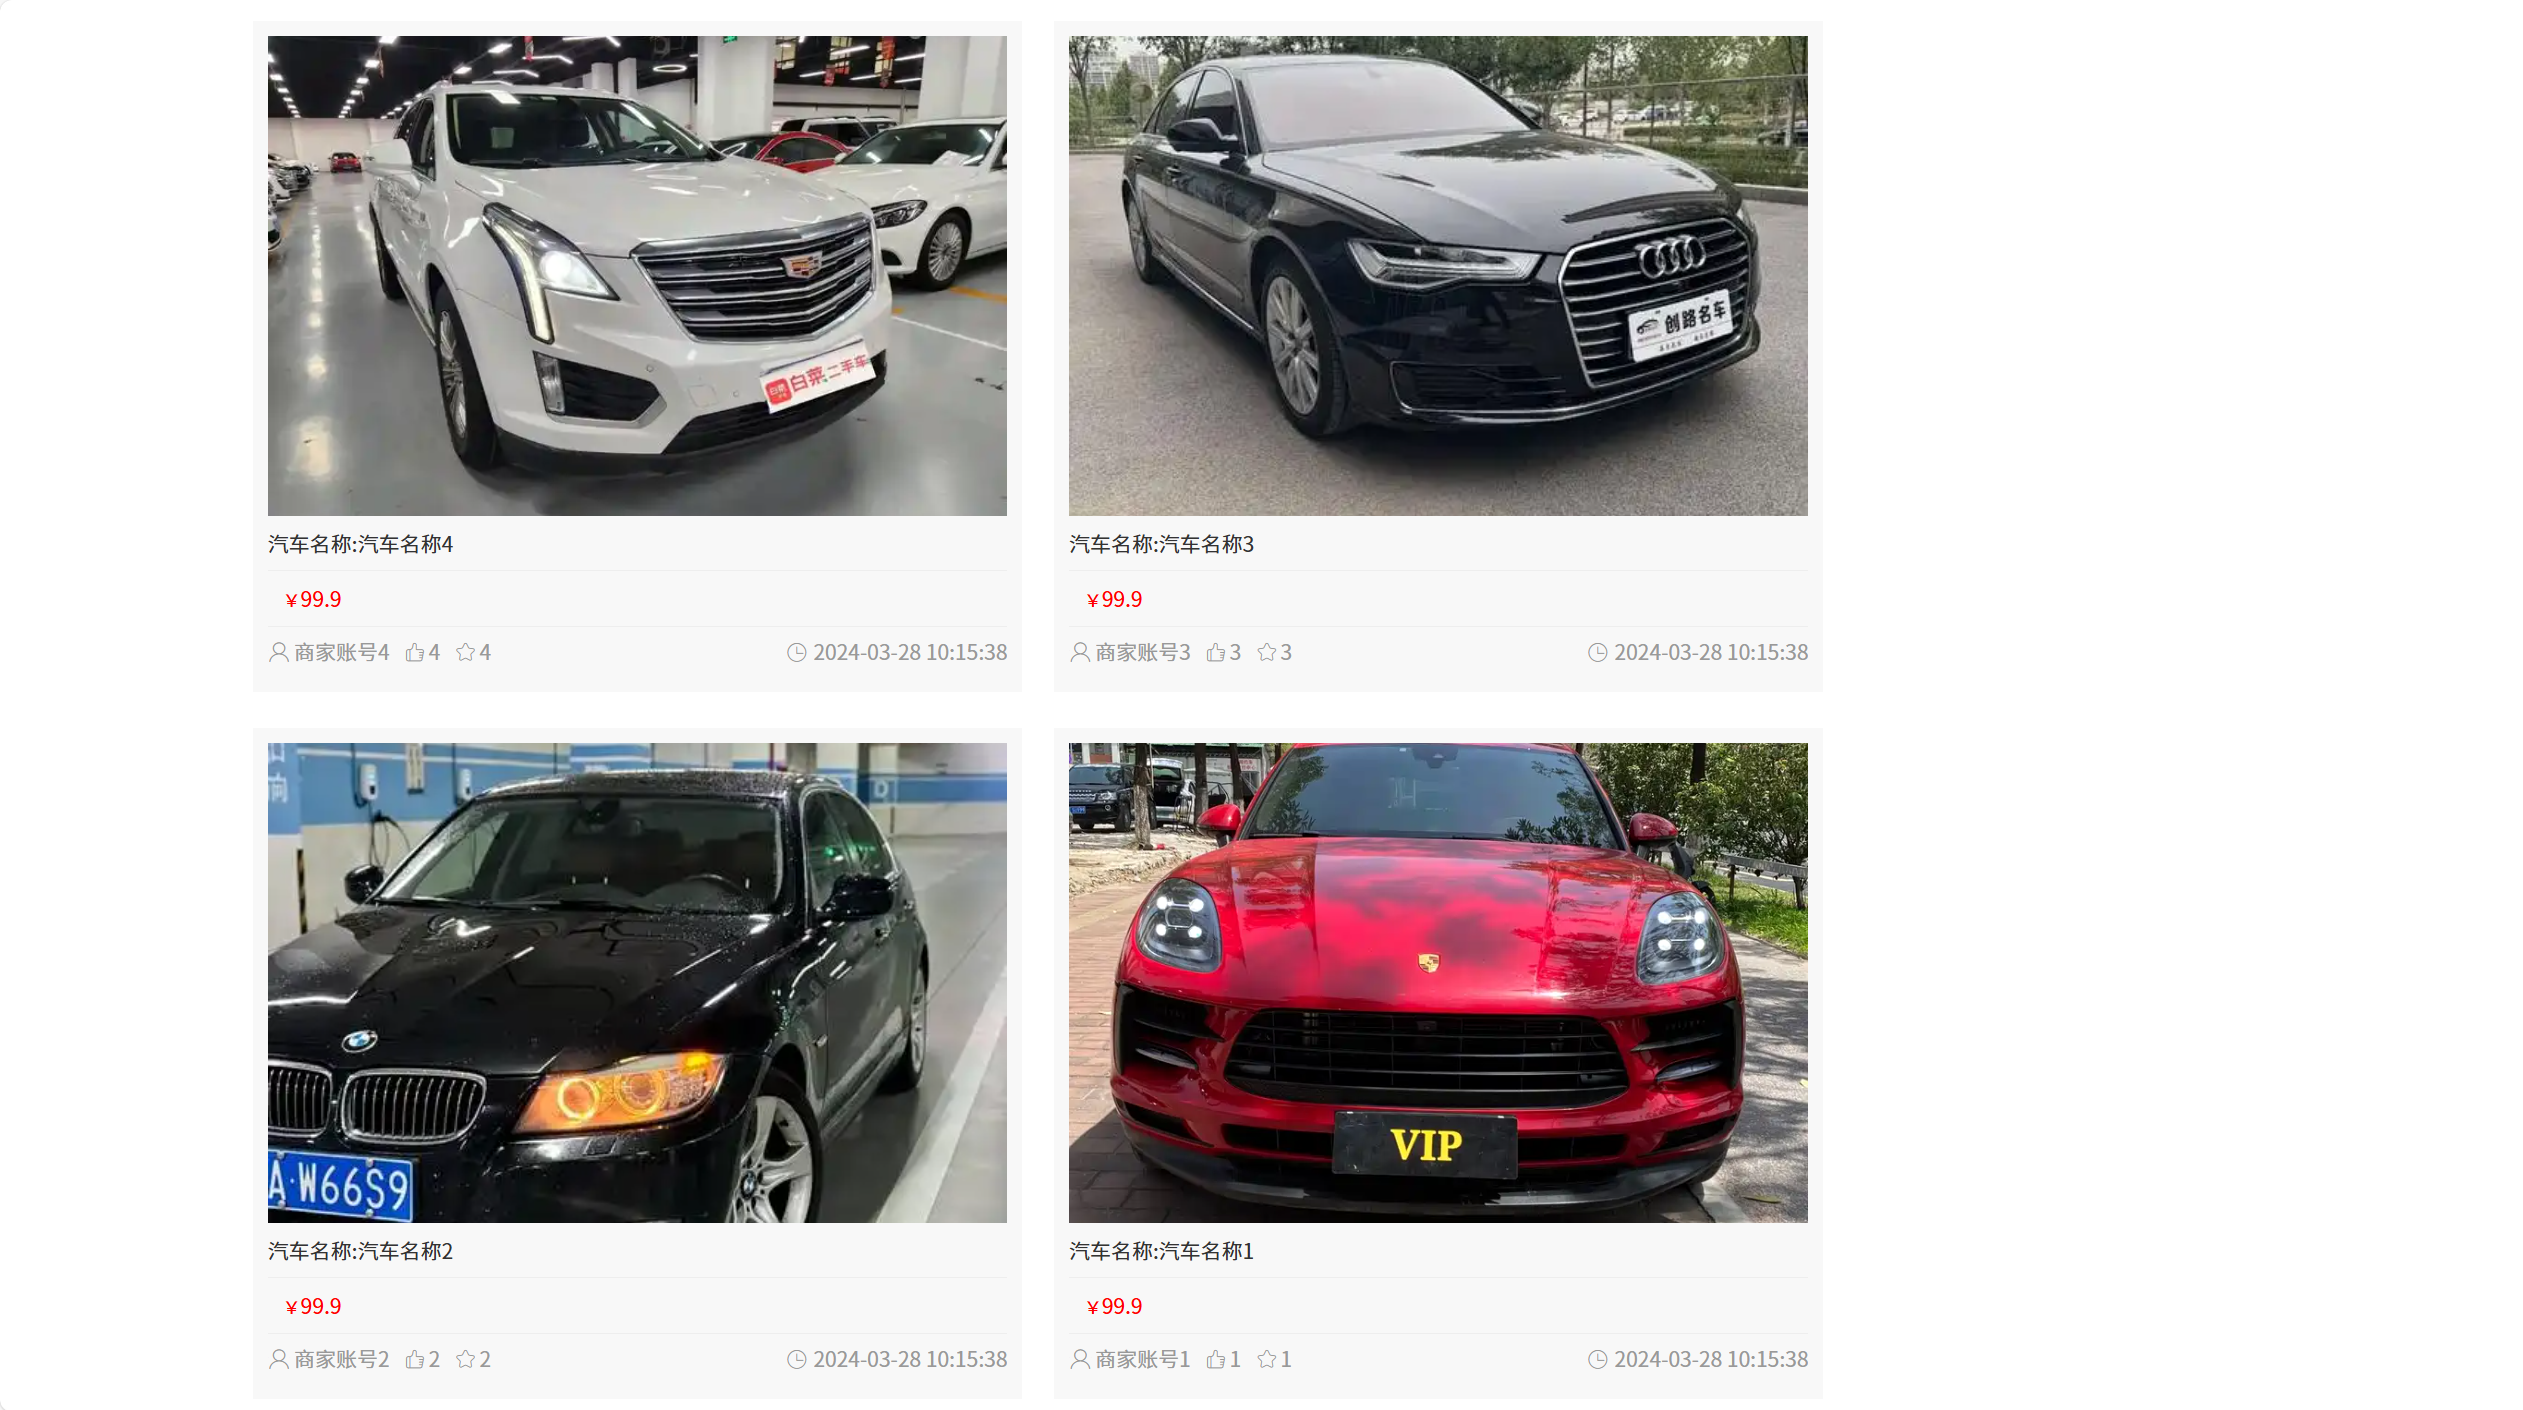 白菜二手车
创路名车
汽车名称:汽车名称4
汽车名称:汽车名称3
￥99.9
￥99.9
商家账号4 4 4 2024-03-28 10:15:38
商家账号3 3 3 2024-03-28 10:15:38
A·W66S9
VIP
汽车名称:汽车名称2
汽车名称:汽车名称1
￥99.9
￥99.9
商家账号2 2 2 2024-03-28 10:15:38
商家账号1 1 1 2024-03-28 10:15:38